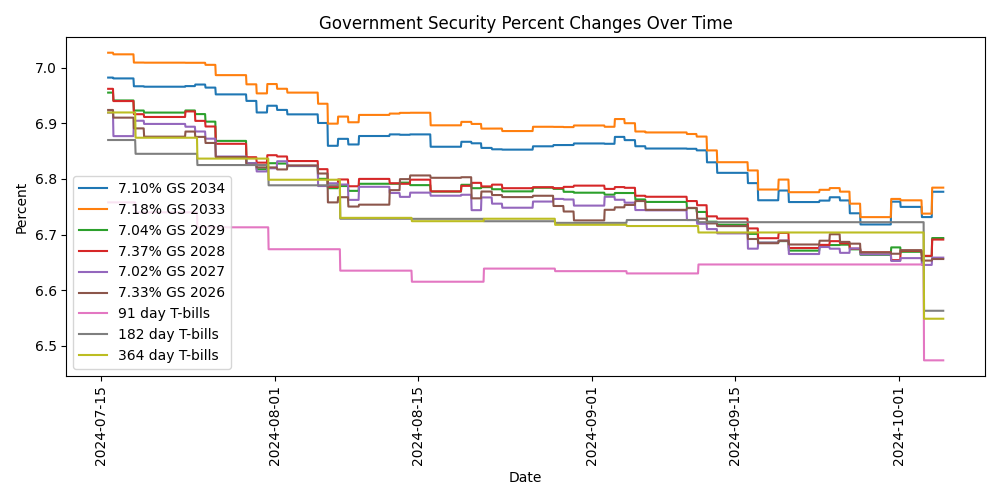 Government Security Percent Changes Over Time
Percent
7.0
6.9
6.8
6.7
6.6
6.5
7.10% GS 2034
7.18% GS 2033
7.04% GS 2029
7.37% GS 2028
7.02% GS 2027
7.33% GS 2026
91 day T-bills
182 day T-bills
364 day T-bills
2024-07-15
2024-08-01
2024-08-15
2024-09-01
2024-09-15
2024-10-01
Date